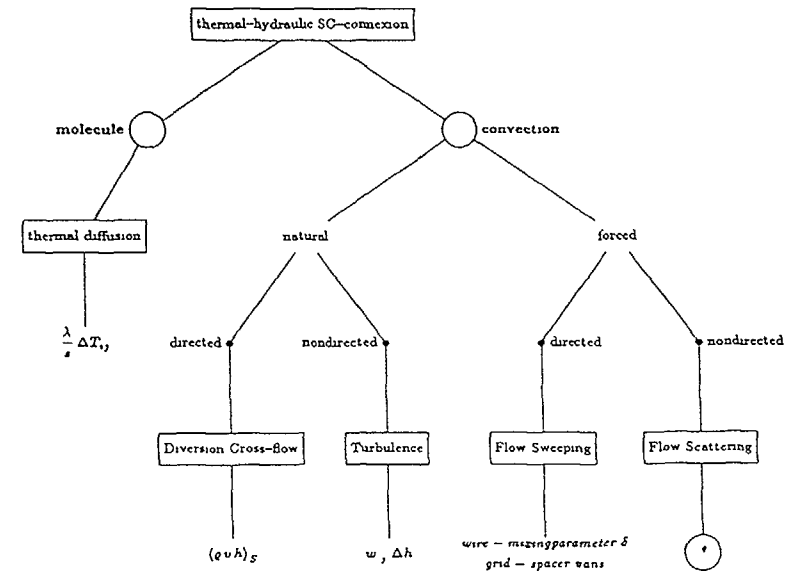 thermal-hydraulic SC-connexion
molecule
convection
thermal diffusion
natural
forced
λ/s ΔTᵢⱼ
directed
nondirected
directed
nondirected
Diversion Cross-flow
Turbulence
Flow Sweeping
Flow Scattering
(ϱvh)ₛ
w, Δh
wire - mixingparameter δ
grid - spacer vans